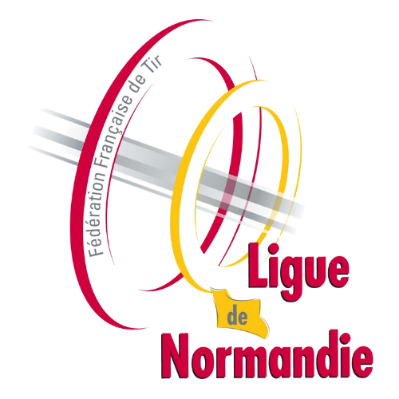 Fédération Française de Tir
Ligue
de
Normandie